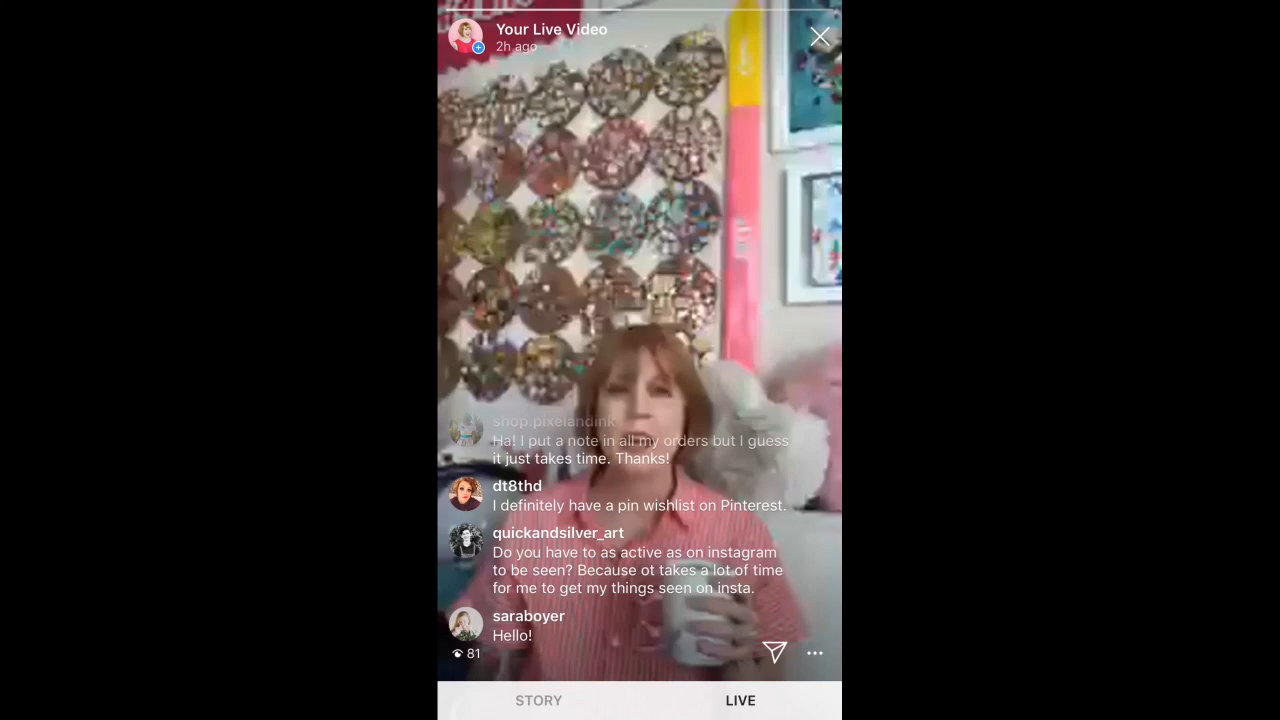 Your Live Video
2h ago
shop.pixelandink
Ha! I put a note in all my orders but I guess
it just takes time. Thanks!
dt8thd
I definitely have a pin wishlist on Pinterest.
quickandsilver_art
Do you have to as active as on instagram
to be seen? Because ot takes a lot of time
for me to get my things seen on insta.
saraboyer
Hello!
81
STORY
LIVE